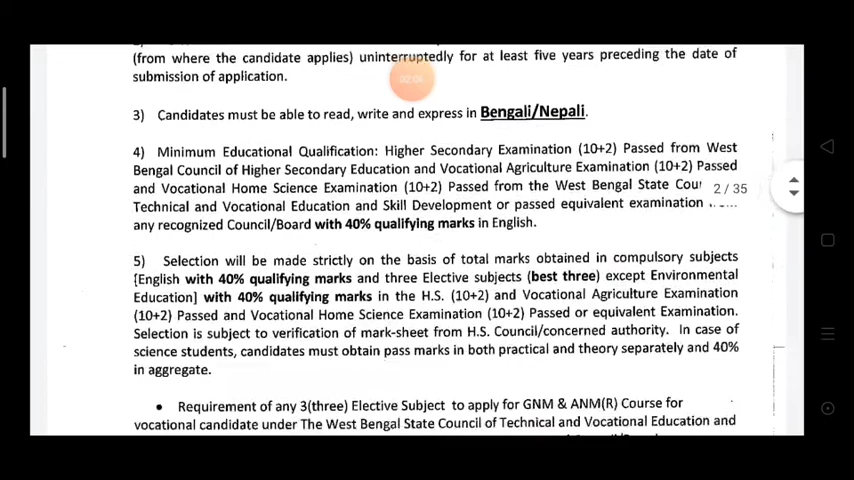 (from where the candidate applies) uninterruptedly for at least five years preceding the date of
submission of application.
02:04
3) Candidates must be able to read, write and express in Bengali/Nepali.
4) Minimum Educational Qualification: Higher Secondary Examination (10+2) Passed from West
Bengal Council of Higher Secondary Education and Vocational Agriculture Examination (10+2) Passed
and Vocational Home Science Examination (10+2) Passed from the West Bengal State Cou
2 / 35
Technical and Vocational Education and Skill Development or passed equivalent examination
any recognized Council/Board with 40% qualifying marks in English.
5) Selection will be made strictly on the basis of total marks obtained in compulsory subjects
[English with 40% qualifying marks and three Elective subjects (best three) except Environmental
Education] with 40% qualifying marks in the H.S. (10+2) and Vocational Agriculture Examination
(10+2) Passed and Vocational Home Science Examination (10+2) Passed or equivalent Examination.
Selection is subject to verification of mark-sheet from H.S. Council/concerned authority. In case of
science students, candidates must obtain pass marks in both practical and theory separately and 40%
in aggregate.
• Requirement of any 3(three) Elective Subject to apply for GNM & ANM(R) Course for
vocational candidate under The West Bengal State Council of Technical and Vocational Education and